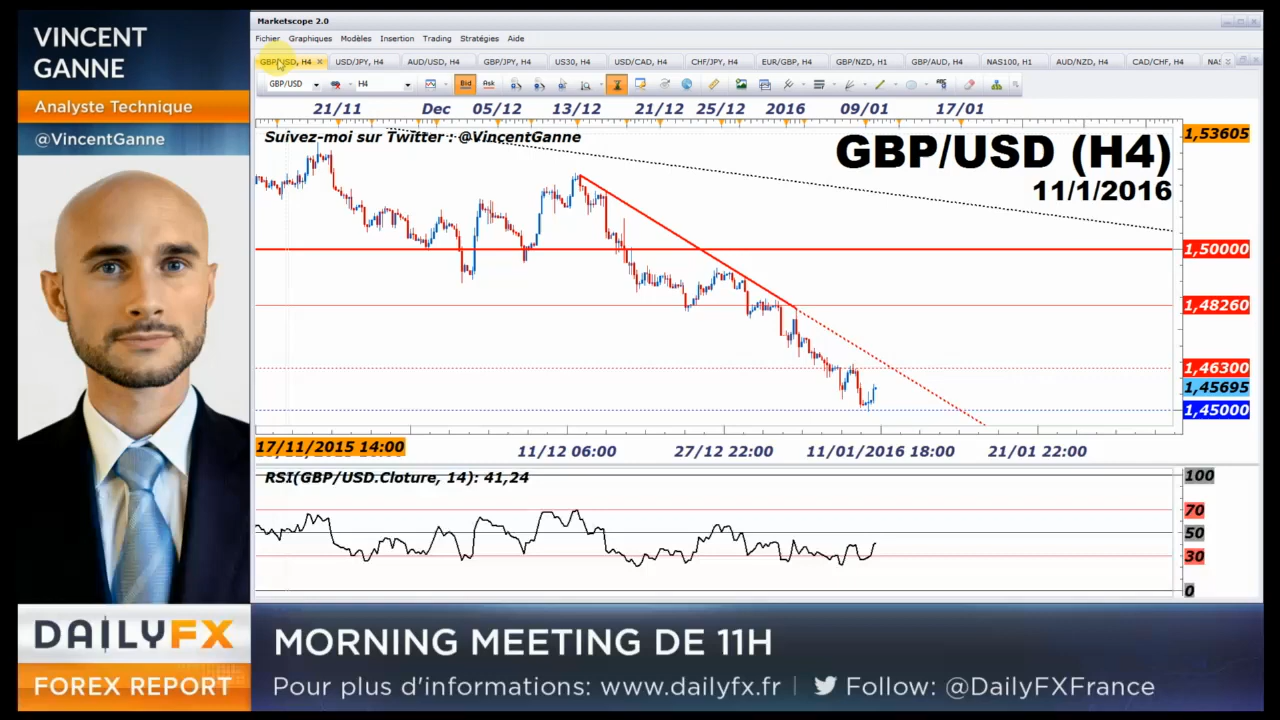 VINCENT
GANNE
Analyste Technique
@VincentGanne
Marketscope 2.0
Fichier Graphiques Modèles Insertion Trading Stratégies Aide
GBP/USD, H4 USD/JPY, H4 AUD/USD, H4 GBP/JPY, H4 US30, H4 USD/CAD, H4 CHF/JPY, H4 EUR/GBP, H4 GBP/NZD, H1 GBP/AUD, H4 NAS100, H1 AUD/NZD, H4 CAD/CHF, H4
GBP/USD H4 Bid Ask
21/11 Dec 05/12 13/12 21/12 25/12 2016 09/01 17/01
Suivez-moi sur Twitter : @VincentGanne
GBP/USD (H4)
11/1/2016
1,53605
1,50000
1,48260
1,46300
1,45695
1,45000
17/11/2015 14:00 11/12 06:00 27/12 22:00 11/01/2016 18:00 21/01 22:00
RSI(GBP/USD.Cloture, 14): 41,24
100
70
50
30
0
DAILYFX
FOREX REPORT
MORNING MEETING DE 11H
Pour plus d'informations: www.dailyfx.fr | Follow: @DailyFXFrance